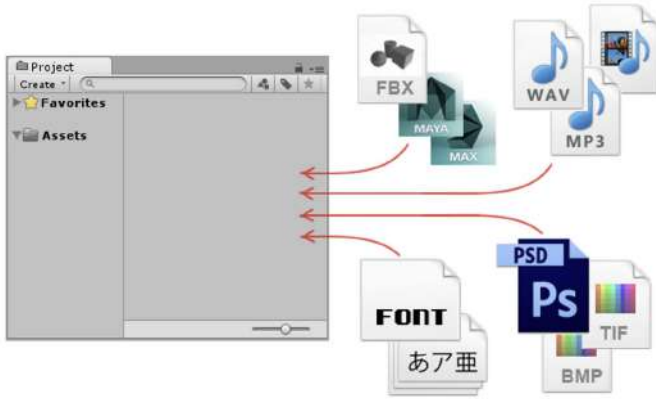 Project
Create
Favorites
Assets
FBX
MAYA
MAX
WAV
MP3
FONT
あア亜
PSD
Ps
TIF
BMP